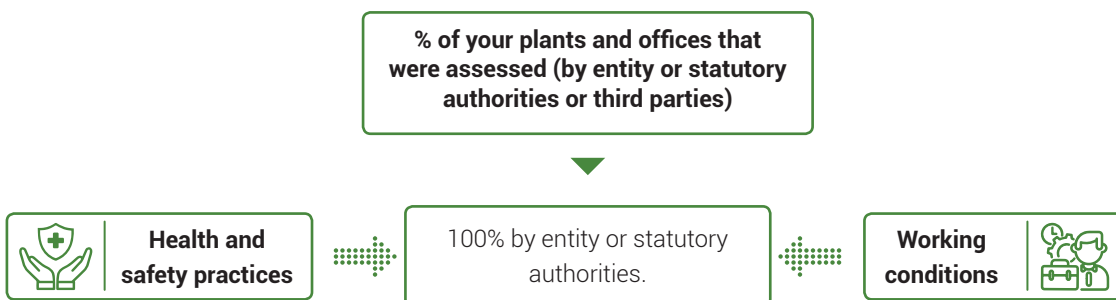 % of your plants and offices that
were assessed (by entity or statutory
authorities or third parties)
Health and
safety practices
100% by entity or statutory
authorities.
Working
conditions